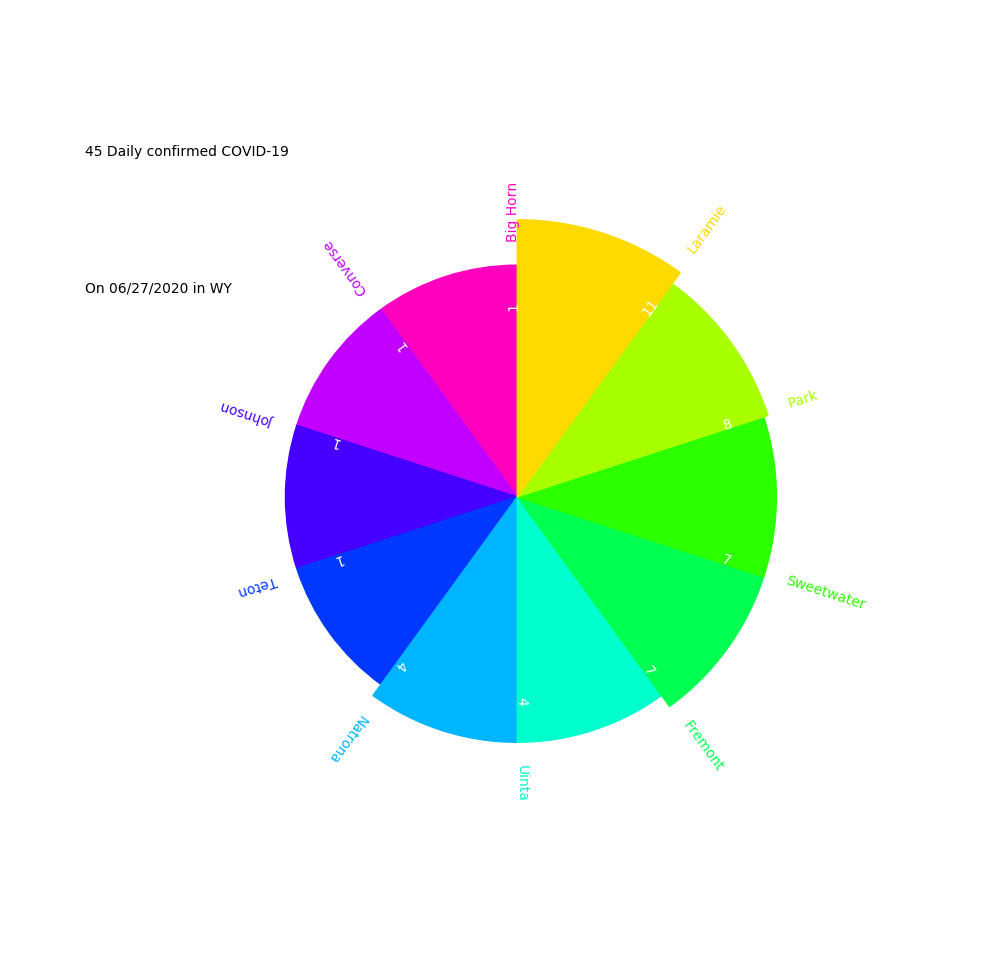 45 Daily confirmed COVID-19
On 06/27/2020 in WY
Big Horn
1
Laramie
11
Park
8
Sweetwater
7
Fremont
7
Uinta
4
Natrona
4
Teton
1
Johnson
1
Converse
1